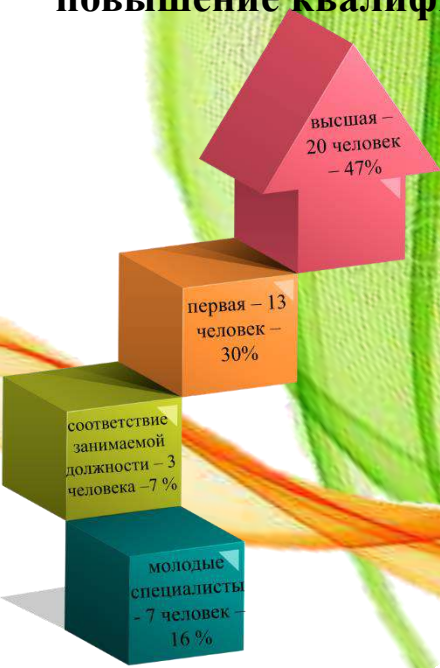 повышение квалиф
высшая –
20 человек
– 47%
первая – 13
человек –
30%
соответствие
занимаемой
должности – 3
человека –7 %
молодые
специалисты
- 7 человек –
16 %